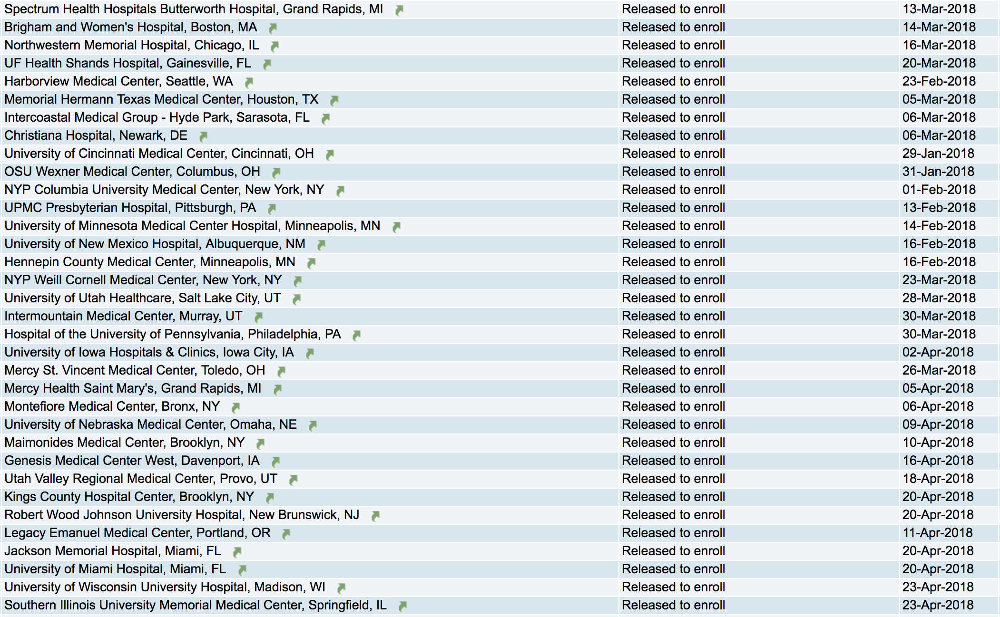 Spectrum Health Hospitals Butterworth Hospital, Grand Rapids, MI Released to enroll 13-Mar-2018
Brigham and Women's Hospital, Boston, MA Released to enroll 14-Mar-2018
Northwestern Memorial Hospital, Chicago, IL Released to enroll 16-Mar-2018
UF Health Shands Hospital, Gainesville, FL Released to enroll 20-Mar-2018
Harborview Medical Center, Seattle, WA Released to enroll 23-Feb-2018
Memorial Hermann Texas Medical Center, Houston, TX Released to enroll 05-Mar-2018
Intercoastal Medical Group - Hyde Park, Sarasota, FL Released to enroll 06-Mar-2018
Christiana Hospital, Newark, DE Released to enroll 06-Mar-2018
University of Cincinnati Medical Center, Cincinnati, OH Released to enroll 29-Jan-2018
OSU Wexner Medical Center, Columbus, OH Released to enroll 31-Jan-2018
NYP Columbia University Medical Center, New York, NY Released to enroll 01-Feb-2018
UPMC Presbyterian Hospital, Pittsburgh, PA Released to enroll 13-Feb-2018
University of Minnesota Medical Center Hospital, Minneapolis, MN Released to enroll 14-Feb-2018
University of New Mexico Hospital, Albuquerque, NM Released to enroll 16-Feb-2018
Hennepin County Medical Center, Minneapolis, MN Released to enroll 16-Feb-2018
NYP Weill Cornell Medical Center, New York, NY Released to enroll 23-Mar-2018
University of Utah Healthcare, Salt Lake City, UT Released to enroll 28-Mar-2018
Intermountain Medical Center, Murray, UT Released to enroll 30-Mar-2018
Hospital of the University of Pennsylvania, Philadelphia, PA Released to enroll 30-Mar-2018
University of Iowa Hospitals & Clinics, Iowa City, IA Released to enroll 02-Apr-2018
Mercy St. Vincent Medical Center, Toledo, OH Released to enroll 26-Mar-2018
Mercy Health Saint Mary's, Grand Rapids, MI Released to enroll 05-Apr-2018
Montefiore Medical Center, Bronx, NY Released to enroll 06-Apr-2018
University of Nebraska Medical Center, Omaha, NE Released to enroll 09-Apr-2018
Maimonides Medical Center, Brooklyn, NY Released to enroll 10-Apr-2018
Genesis Medical Center West, Davenport, IA Released to enroll 16-Apr-2018
Utah Valley Regional Medical Center, Provo, UT Released to enroll 18-Apr-2018
Kings County Hospital Center, Brooklyn, NY Released to enroll 20-Apr-2018
Robert Wood Johnson University Hospital, New Brunswick, NJ Released to enroll 20-Apr-2018
Legacy Emanuel Medical Center, Portland, OR Released to enroll 11-Apr-2018
Jackson Memorial Hospital, Miami, FL Released to enroll 20-Apr-2018
University of Miami Hospital, Miami, FL Released to enroll 20-Apr-2018
University of Wisconsin University Hospital, Madison, WI Released to enroll 23-Apr-2018
Southern Illinois University Memorial Medical Center, Springfield, IL Released to enroll 23-Apr-2018